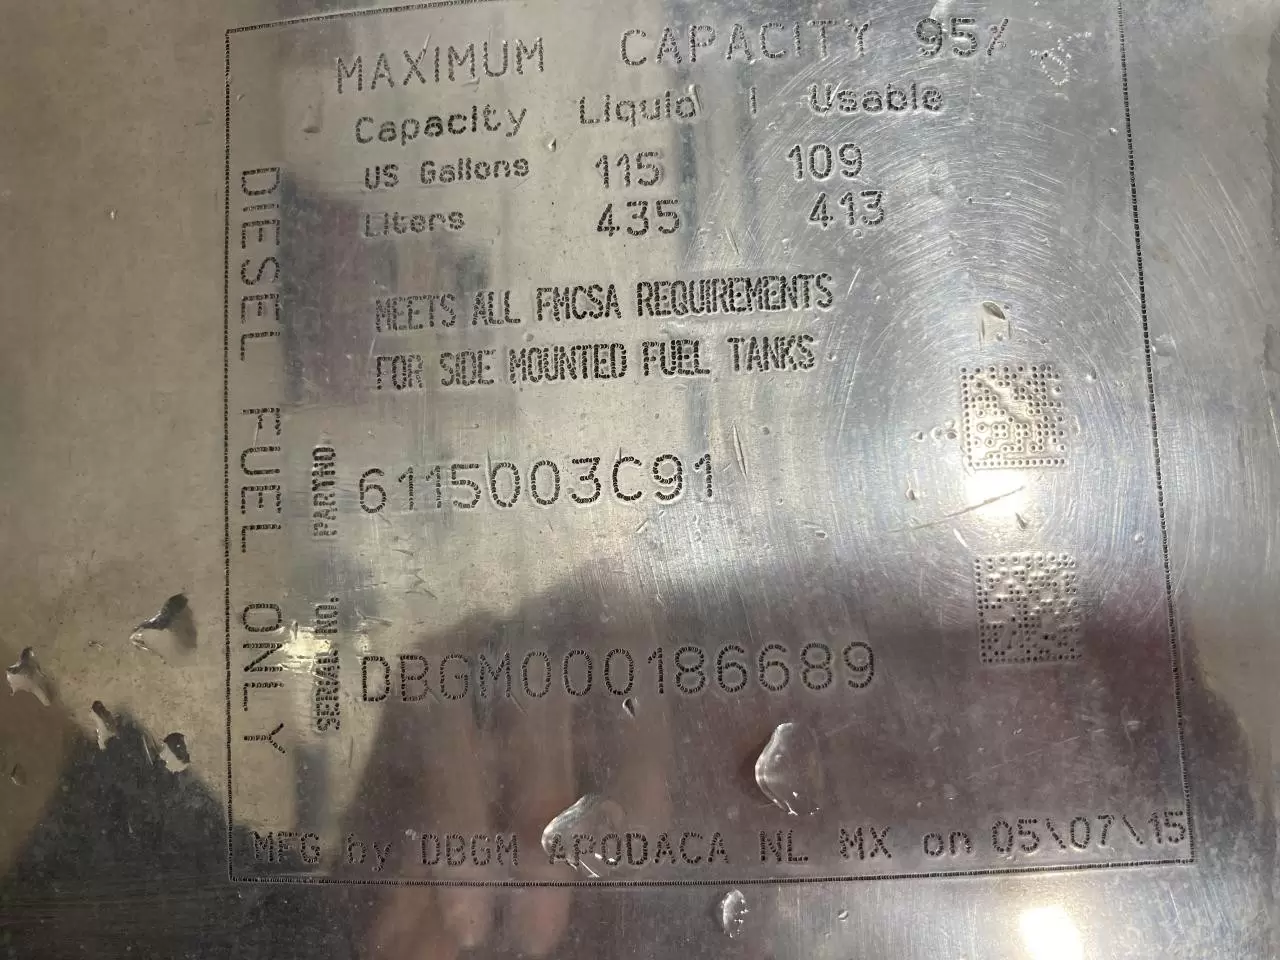 MAXIMUM CAPACITY 95%
Capacity Liquid | Usable
US Gallons 115 109
Liters 435 413
MEETS ALL FMCSA REQUIREMENTS
FOR SIDE MOUNTED FUEL TANKS
DIESEL FUEL ONLY
PART NO. 6115003C91
SERIAL NO. DBGM000186689
MFG by DBGM APODACA NL MX on 05\07\15